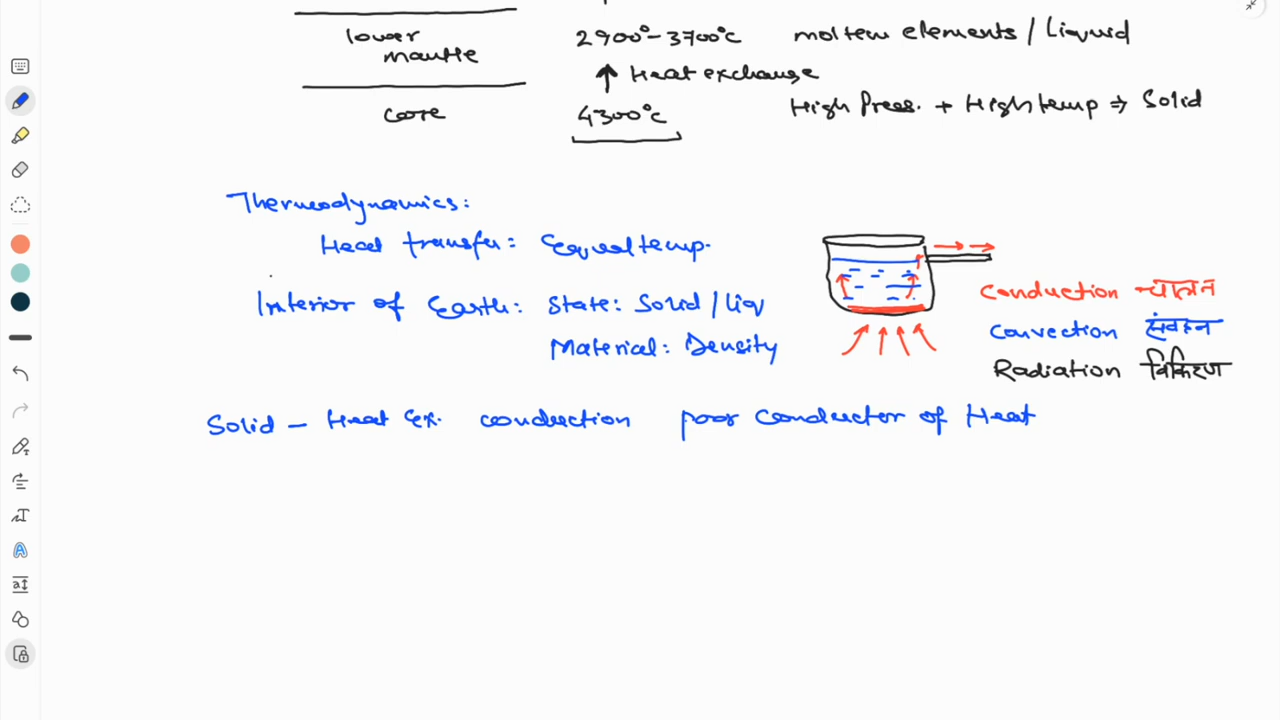 lower 2900°-3700°c molten elements / Liquid
mantle
↑ Heat exchange
core 4300°c High Press. + High temp ⇒ Solid
Thermodynamics:
Heat transfer: Equal temp.
Conduction चालन
Interior of Earth: State: Solid / Liq
Convection संवहन
Material: Density
Radiation विकिरण
Solid – Heat Ex. conduction poor conductor of Heat